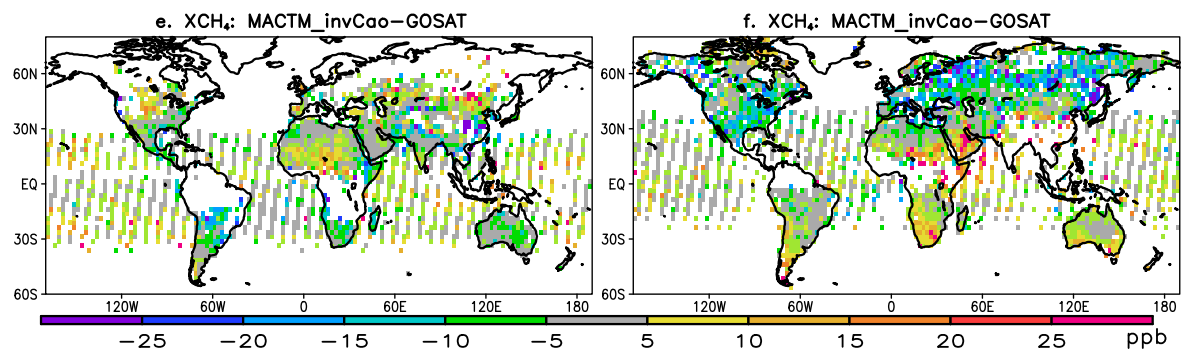 e. XCH₄: MACTM_invCao−GOSAT
f. XCH₄: MACTM_invCao−GOSAT
60N
30N
EQ
30S
60S
120W 60W 0 60E 120E 180
60N
30N
EQ
30S
60S
120W 60W 0 60E 120E 180
−25 −20 −15 −10 −5 5 10 15 20 25 ppb